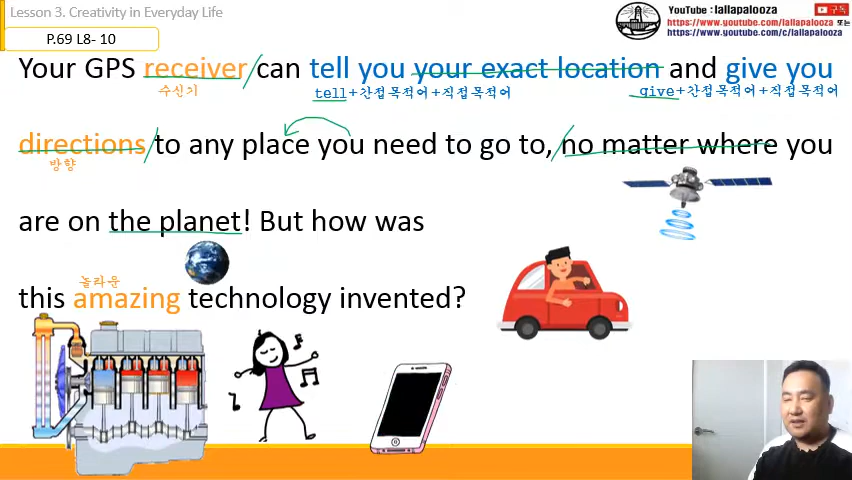 Lesson 3. Creativity in Everyday Life
YouTube : lallapalooza
구독
https://www.youtube.com/lallapalooza 또는
https://www.youtube.com/c/lallapalooza
P.69 L8- 10
Your GPS receiver can tell you your exact location and give you
수신기 tell+간접목적어+직접목적어 give+간접목적어+직접목적어
directions to any place you need to go to, no matter where you
방향
are on the planet! But how was
놀라운
this amazing technology invented?